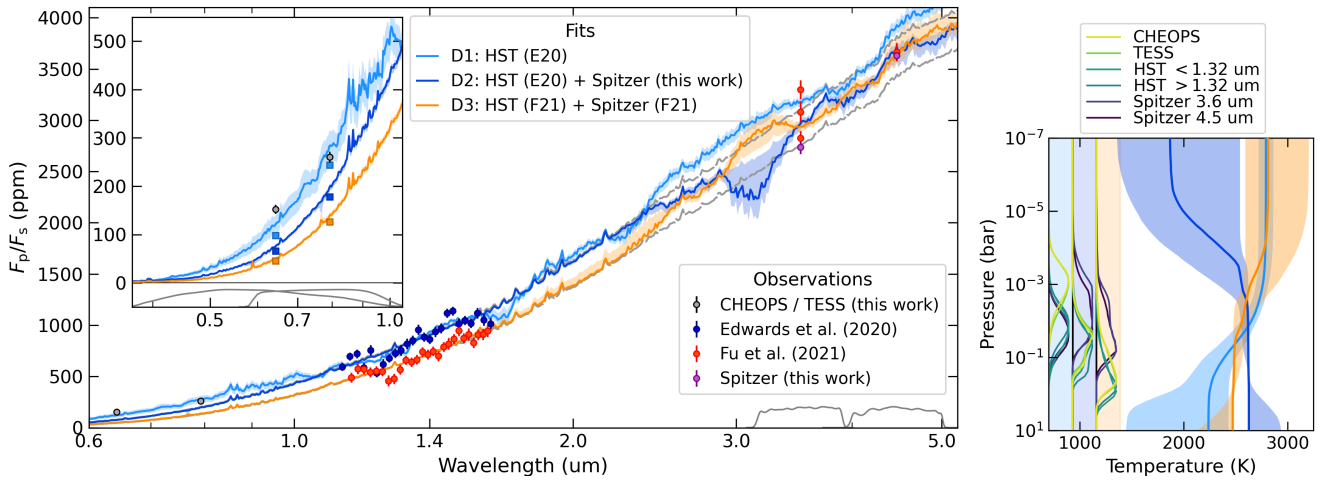 Fits
D1: HST (E20)
D2: HST (E20) + Spitzer (this work)
D3: HST (F21) + Spitzer (F21)
Observations
CHEOPS / TESS (this work)
Edwards et al. (2020)
Fu et al. (2021)
Spitzer (this work)
4000
3500
3000
2500
2000
1500
1000
500
0
Fp/Fs (ppm)
0.6
1.0
1.4
2.0
3.0
5.0
Wavelength (um)
500
400
300
200
100
0
0.5
0.7
1.0
CHEOPS
TESS
HST < 1.32 um
HST > 1.32 um
Spitzer 3.6 um
Spitzer 4.5 um
10⁻⁷
10⁻⁵
10⁻³
10⁻¹
10¹
Pressure (bar)
1000
2000
3000
Temperature (K)